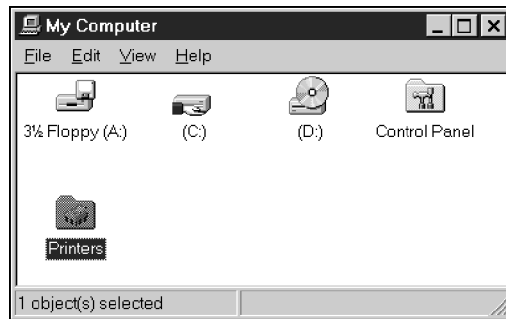 My Computer
File Edit View Help
3½ Floppy (A:) (C:) (D:) Control Panel
Printers
1 object(s) selected